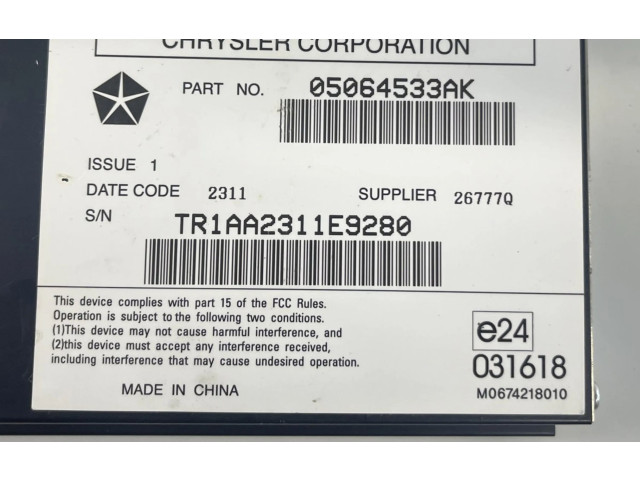 CHRYSLER CORPORATION
PART NO. 05064533AK
ISSUE 1
DATE CODE 2311 SUPPLIER 26777Q
S/N TR1AA2311E9280
This device complies with part 15 of the FCC Rules.
Operation is subject to the following two conditions.
(1)This device may not cause harmful interference, and
(2)this device must accept any interference received,
including interference that may cause undesired operation.
e24
031618
MADE IN CHINA M0674218010